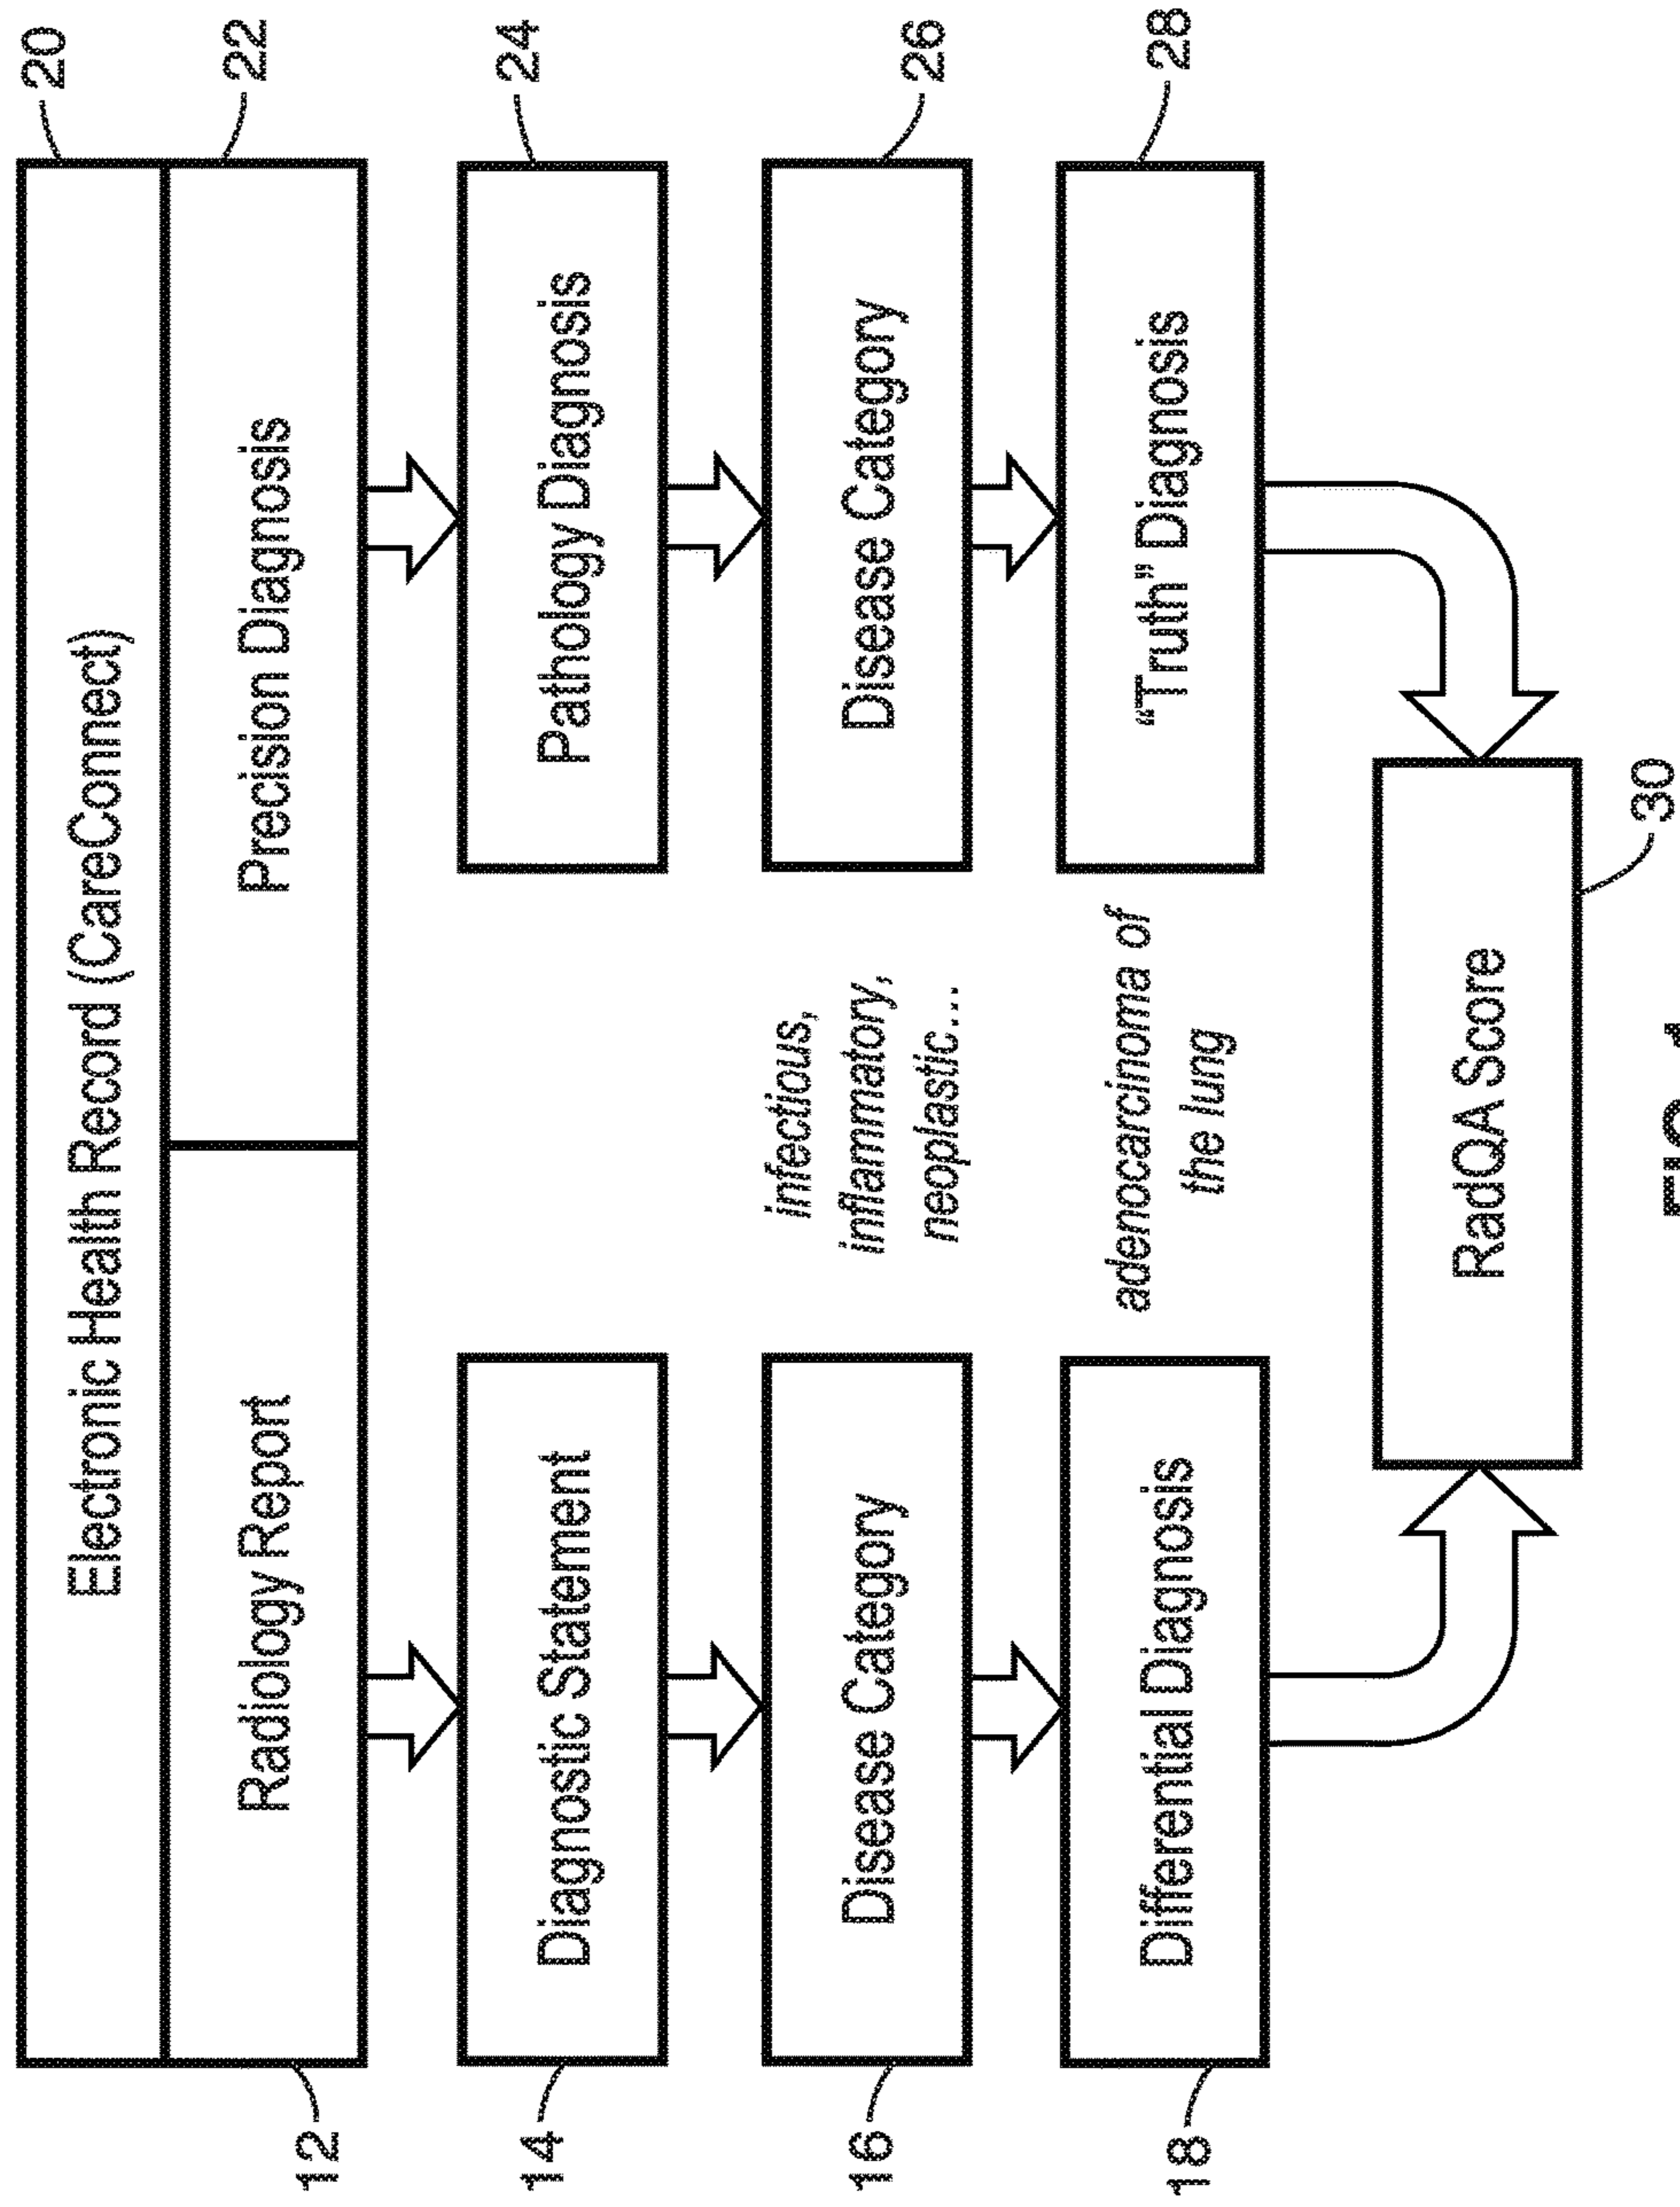 Electronic Health Record (CareConnect)
20
Radiology Report
Precision Diagnosis
12
22
Diagnostic Statement
Pathology Diagnosis
14
24
Disease Category
infectious,
inflammatory,
neoplastic...
Disease Category
16
26
Differential Diagnosis
adenocarcinoma of
the lung
“Truth” Diagnosis
18
28
RadQA Score
30